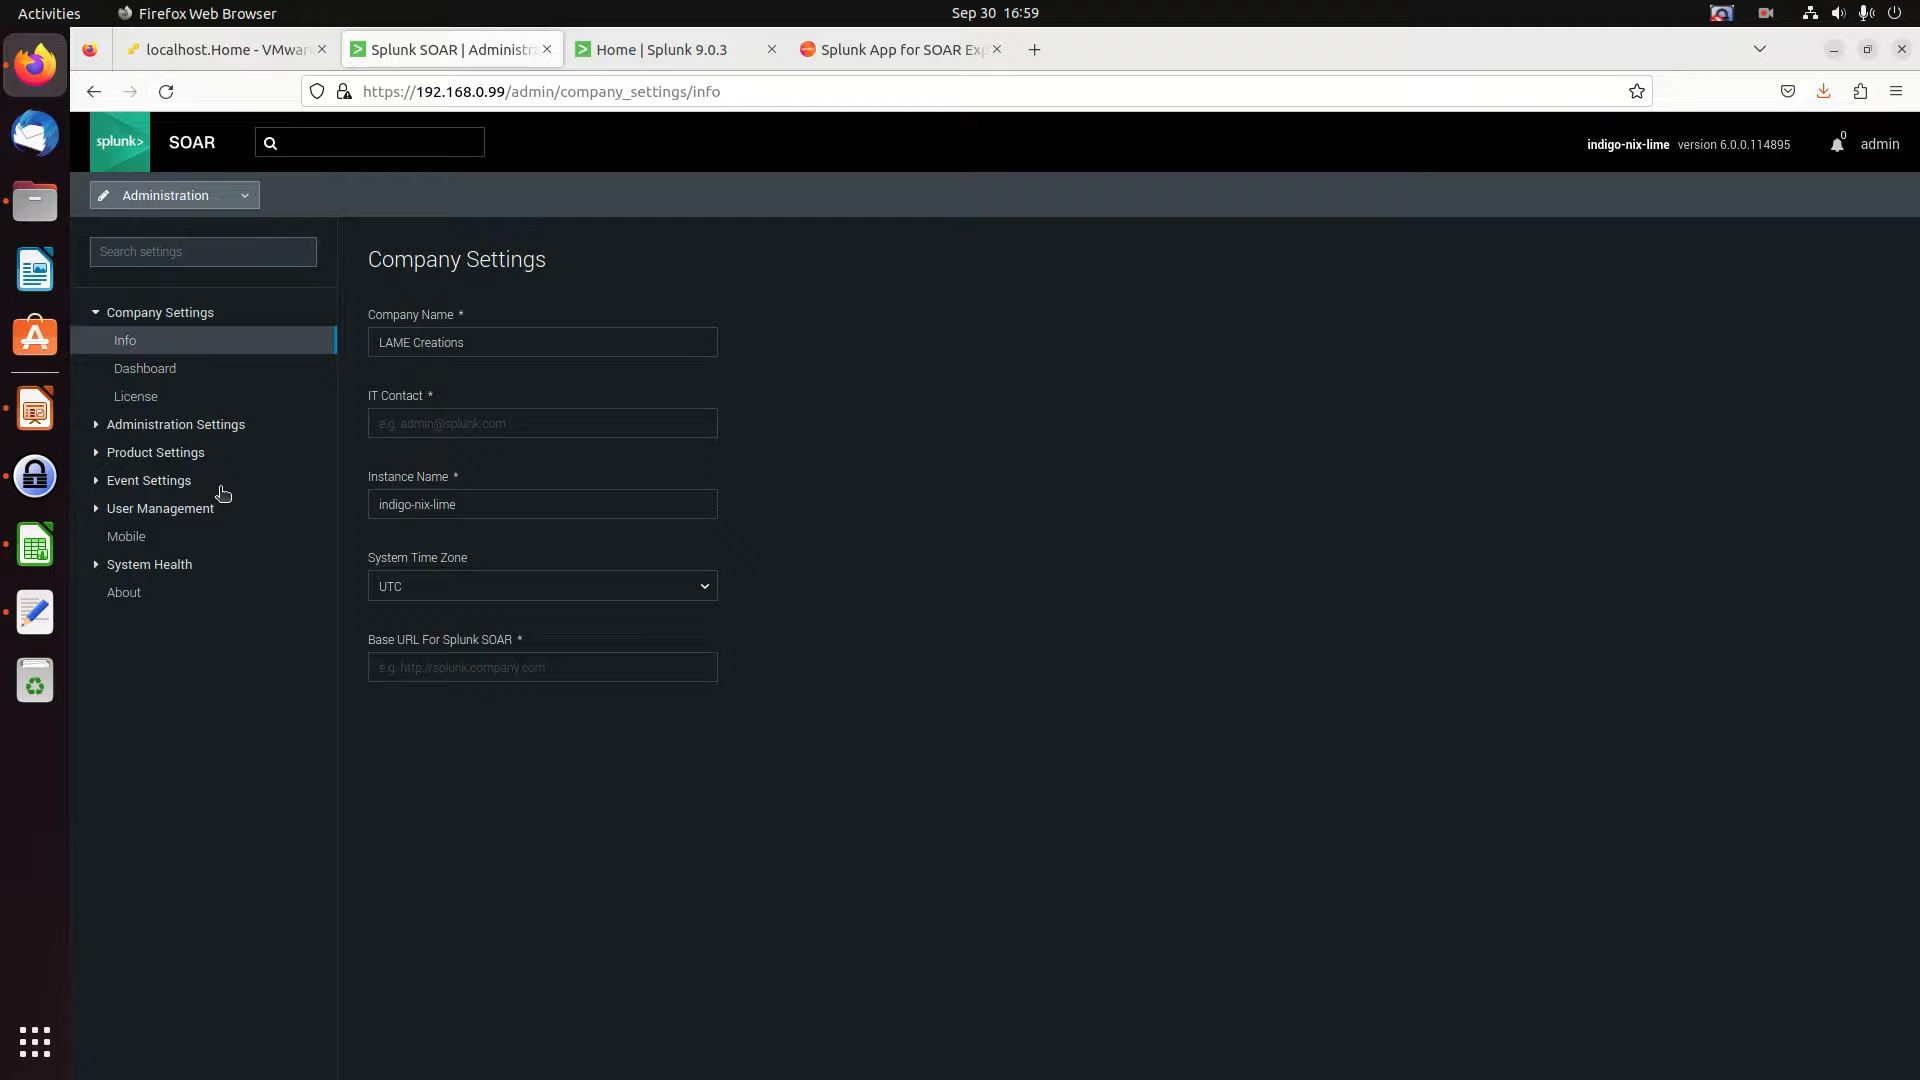 Activities Firefox Web Browser Sep 30 16:59
localhost.Home - VMwar Splunk SOAR | Administra Home | Splunk 9.0.3 Splunk App for SOAR Exp
https://192.168.0.99/admin/company_settings/info
splunk> SOAR indigo-nix-lime version 6.0.0.114895 0 admin
Administration
Search settings
Company Settings
Info
Dashboard
License
Administration Settings
Product Settings
Event Settings
User Management
Mobile
System Health
About
Company Settings
Company Name *
LAME Creations
IT Contact *
e.g. admin@splunk.com
Instance Name *
indigo-nix-lime
System Time Zone
UTC
Base URL For Splunk SOAR *
e.g. http://splunk.company.com